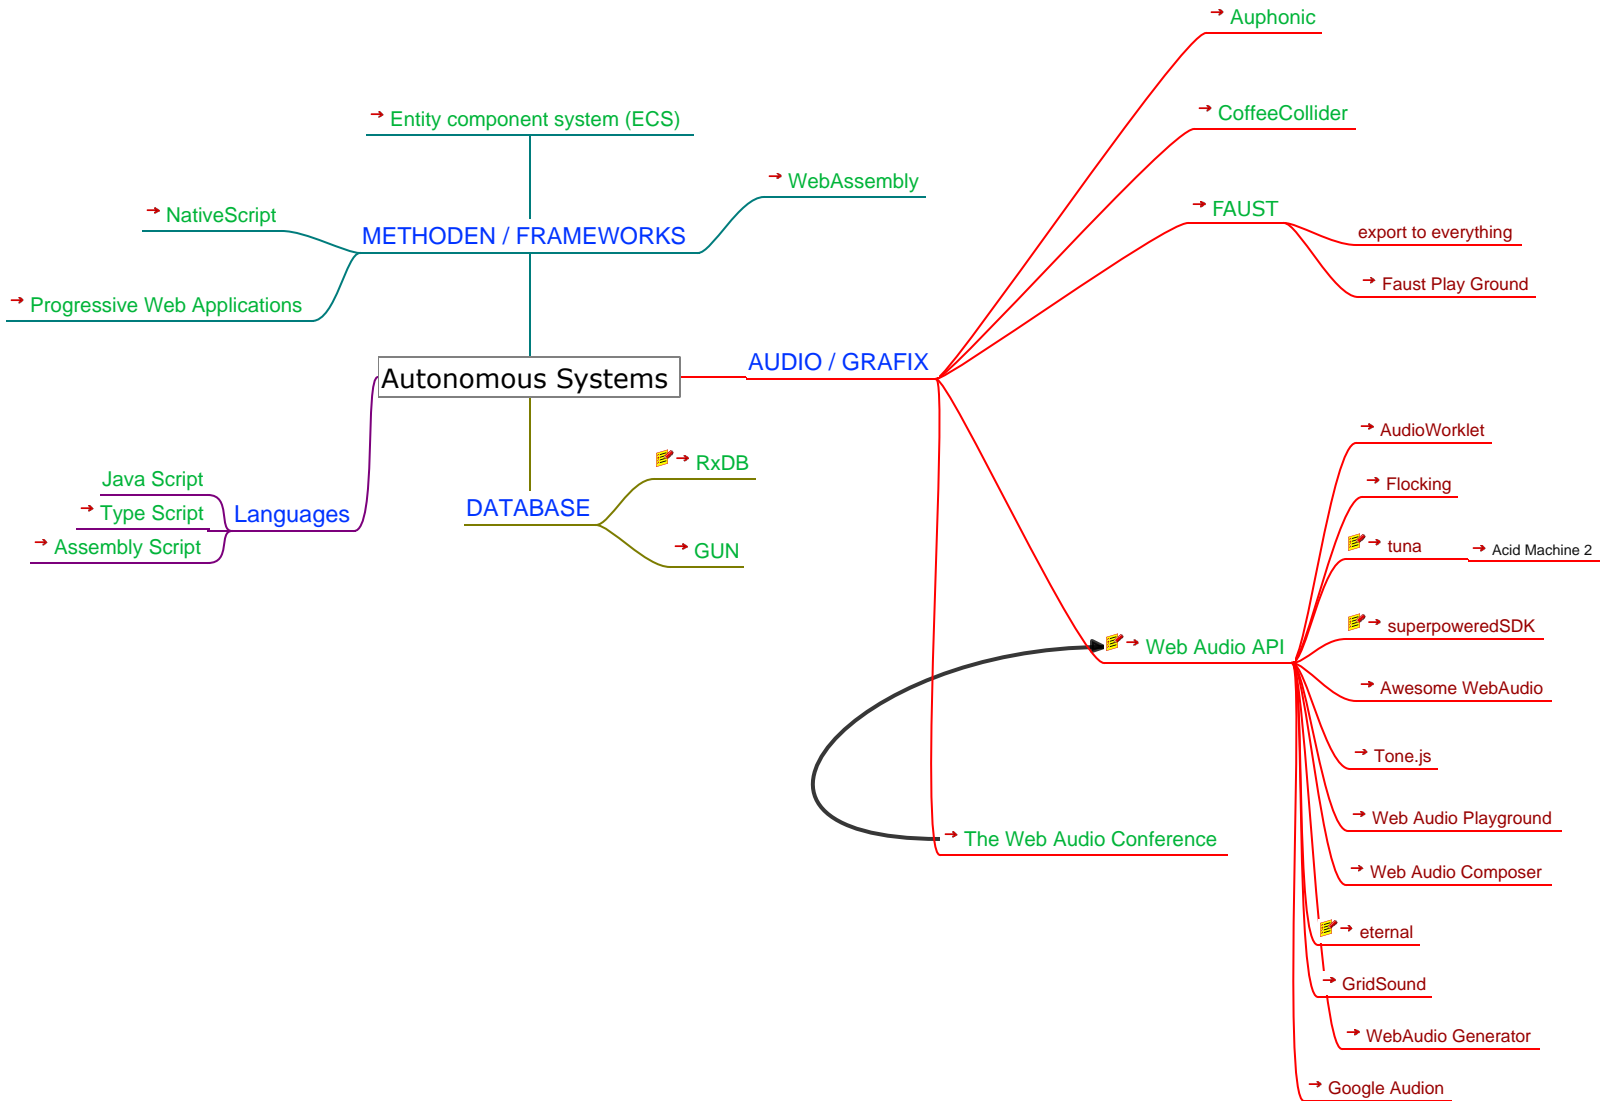 Auphonic
CoffeeCollider
Entity component system (ECS)
WebAssembly
NativeScript
FAUST
METHODEN / FRAMEWORKS
export to everything
Faust Play Ground
Progressive Web Applications
AUDIO / GRAFIX
Autonomous Systems
AudioWorklet
RxDB
Java Script
Flocking
DATABASE
Type Script
Languages
Assembly Script
GUN
tuna
Acid Machine 2
superpoweredSDK
Web Audio API
Awesome WebAudio
Tone.js
Web Audio Playground
The Web Audio Conference
Web Audio Composer
eternal
GridSound
WebAudio Generator
Google Audion